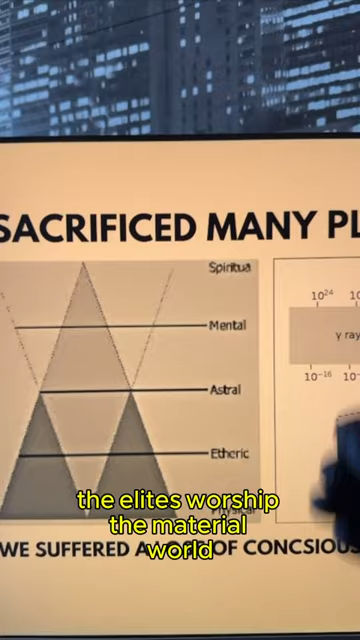 SACRIFICED MANY PL
Spiritua
Mental
Astral
Etheric
Physical
10²⁴
γ ray
10⁻¹⁶
the elites worship
the material
world
WE SUFFERED A OF CONCSIOUS